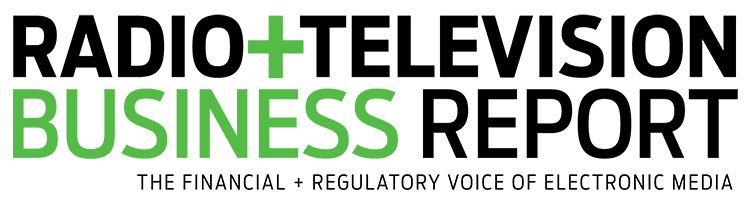 RADIO+TELEVISION
BUSINESS REPORT
THE FINANCIAL + REGULATORY VOICE OF ELECTRONIC MEDIA